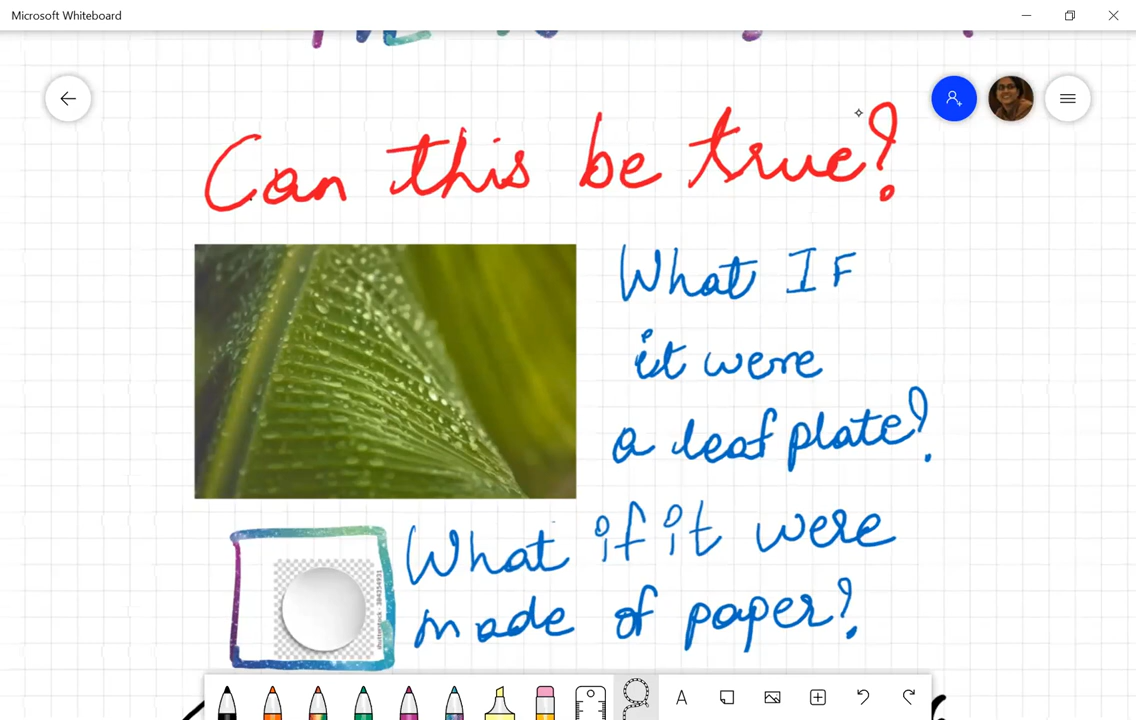 Microsoft Whiteboard
Can this be true?
What IF
it were
a leaf plate?
What if it were
made of paper?